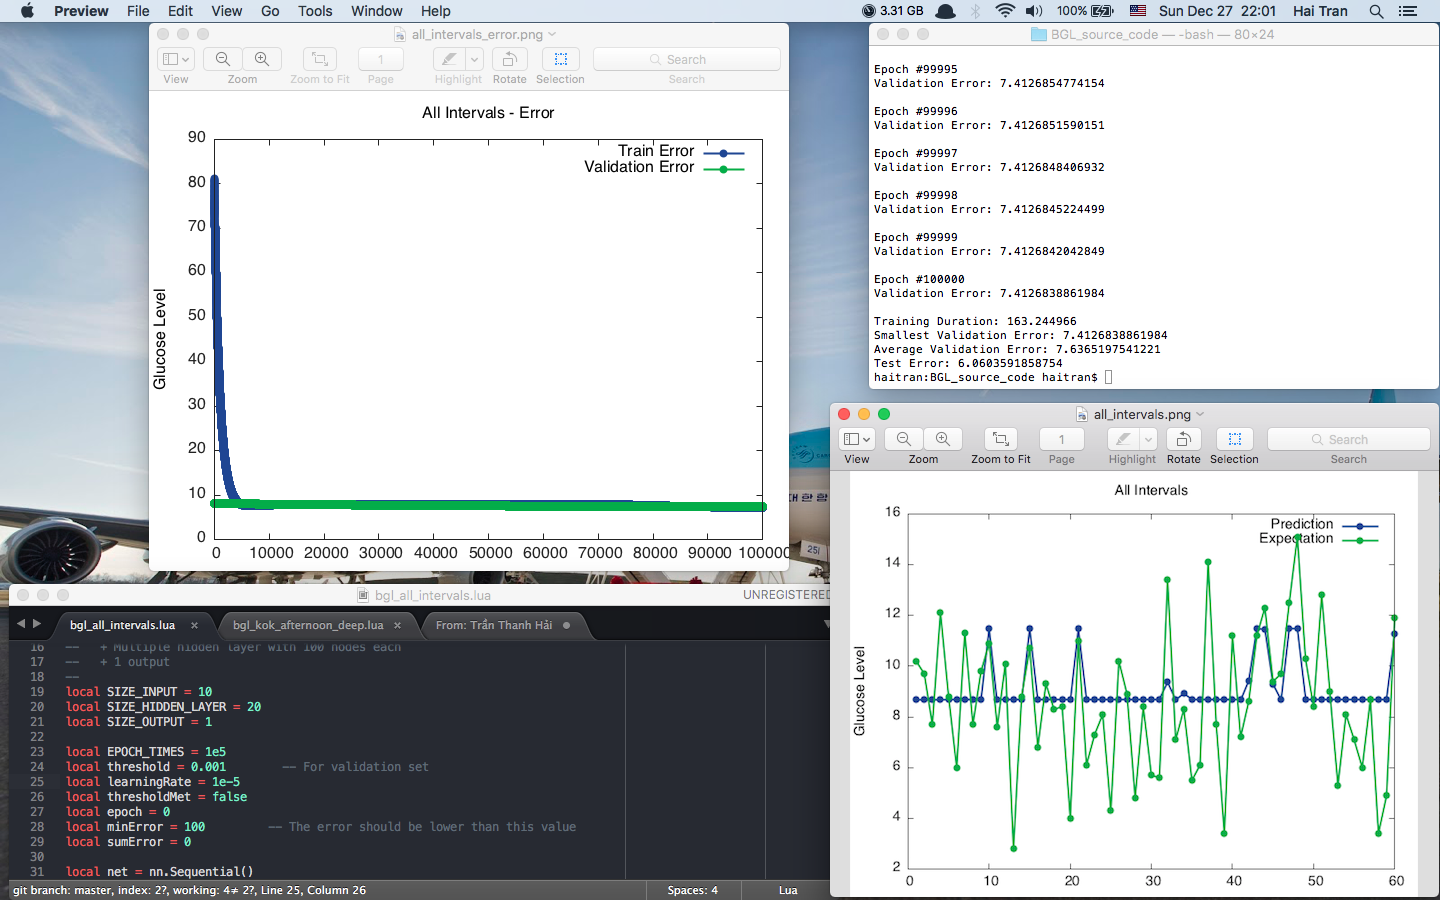 Preview File Edit View Go Tools Window Help 3.31 GB 100% Sun Dec 27 22:01 Hai Tran
all_intervals_error.png
1 Search
View Zoom Zoom to Fit Page Highlight Rotate Selection Search
All Intervals - Error
Train Error
Validation Error
Glucose Level
90
80
70
60
50
40
30
20
10
0
0 10000 20000 30000 40000 50000 60000 70000 80000 90000 100000
BGL_source_code — -bash — 80×24
Epoch #99995
Validation Error: 7.4126854774154
Epoch #99996
Validation Error: 7.4126851590151
Epoch #99997
Validation Error: 7.4126848406932
Epoch #99998
Validation Error: 7.4126845224499
Epoch #99999
Validation Error: 7.4126842042849
Epoch #100000
Validation Error: 7.4126838861984
Training Duration: 163.244966
Smallest Validation Error: 7.4126838861984
Average Validation Error: 7.6365197541221
Test Error: 6.0603591858754
haitran:BGL_source_code haitran$
all_intervals.png
1 Search
View Zoom Zoom to Fit Page Highlight Rotate Selection Search
All Intervals
Prediction
Expectation
Glucose Level
16
14
12
10
8
6
4
2
0 10 20 30 40 50 60
대한항
251
bgl_all_intervals.lua UNREGISTERED
bgl_all_intervals.lua × bgl_kok_afternoon_deep.lua × From: Trần Thanh Hải
16 -- + Multiple hidden layer with 100 nodes each
17 -- + 1 output
18 --
19 local SIZE_INPUT = 10
20 local SIZE_HIDDEN_LAYER = 20
21 local SIZE_OUTPUT = 1
22
23 local EPOCH_TIMES = 1e5
24 local threshold = 0.001 -- For validation set
25 local learningRate = 1e-5
26 local thresholdMet = false
27 local epoch = 0
28 local minError = 100 -- The error should be lower than this value
29 local sumError = 0
30
31 local net = nn.Sequential()
git branch: master, index: 2?, working: 4≠ 2?, Line 25, Column 26 Spaces: 4 Lua